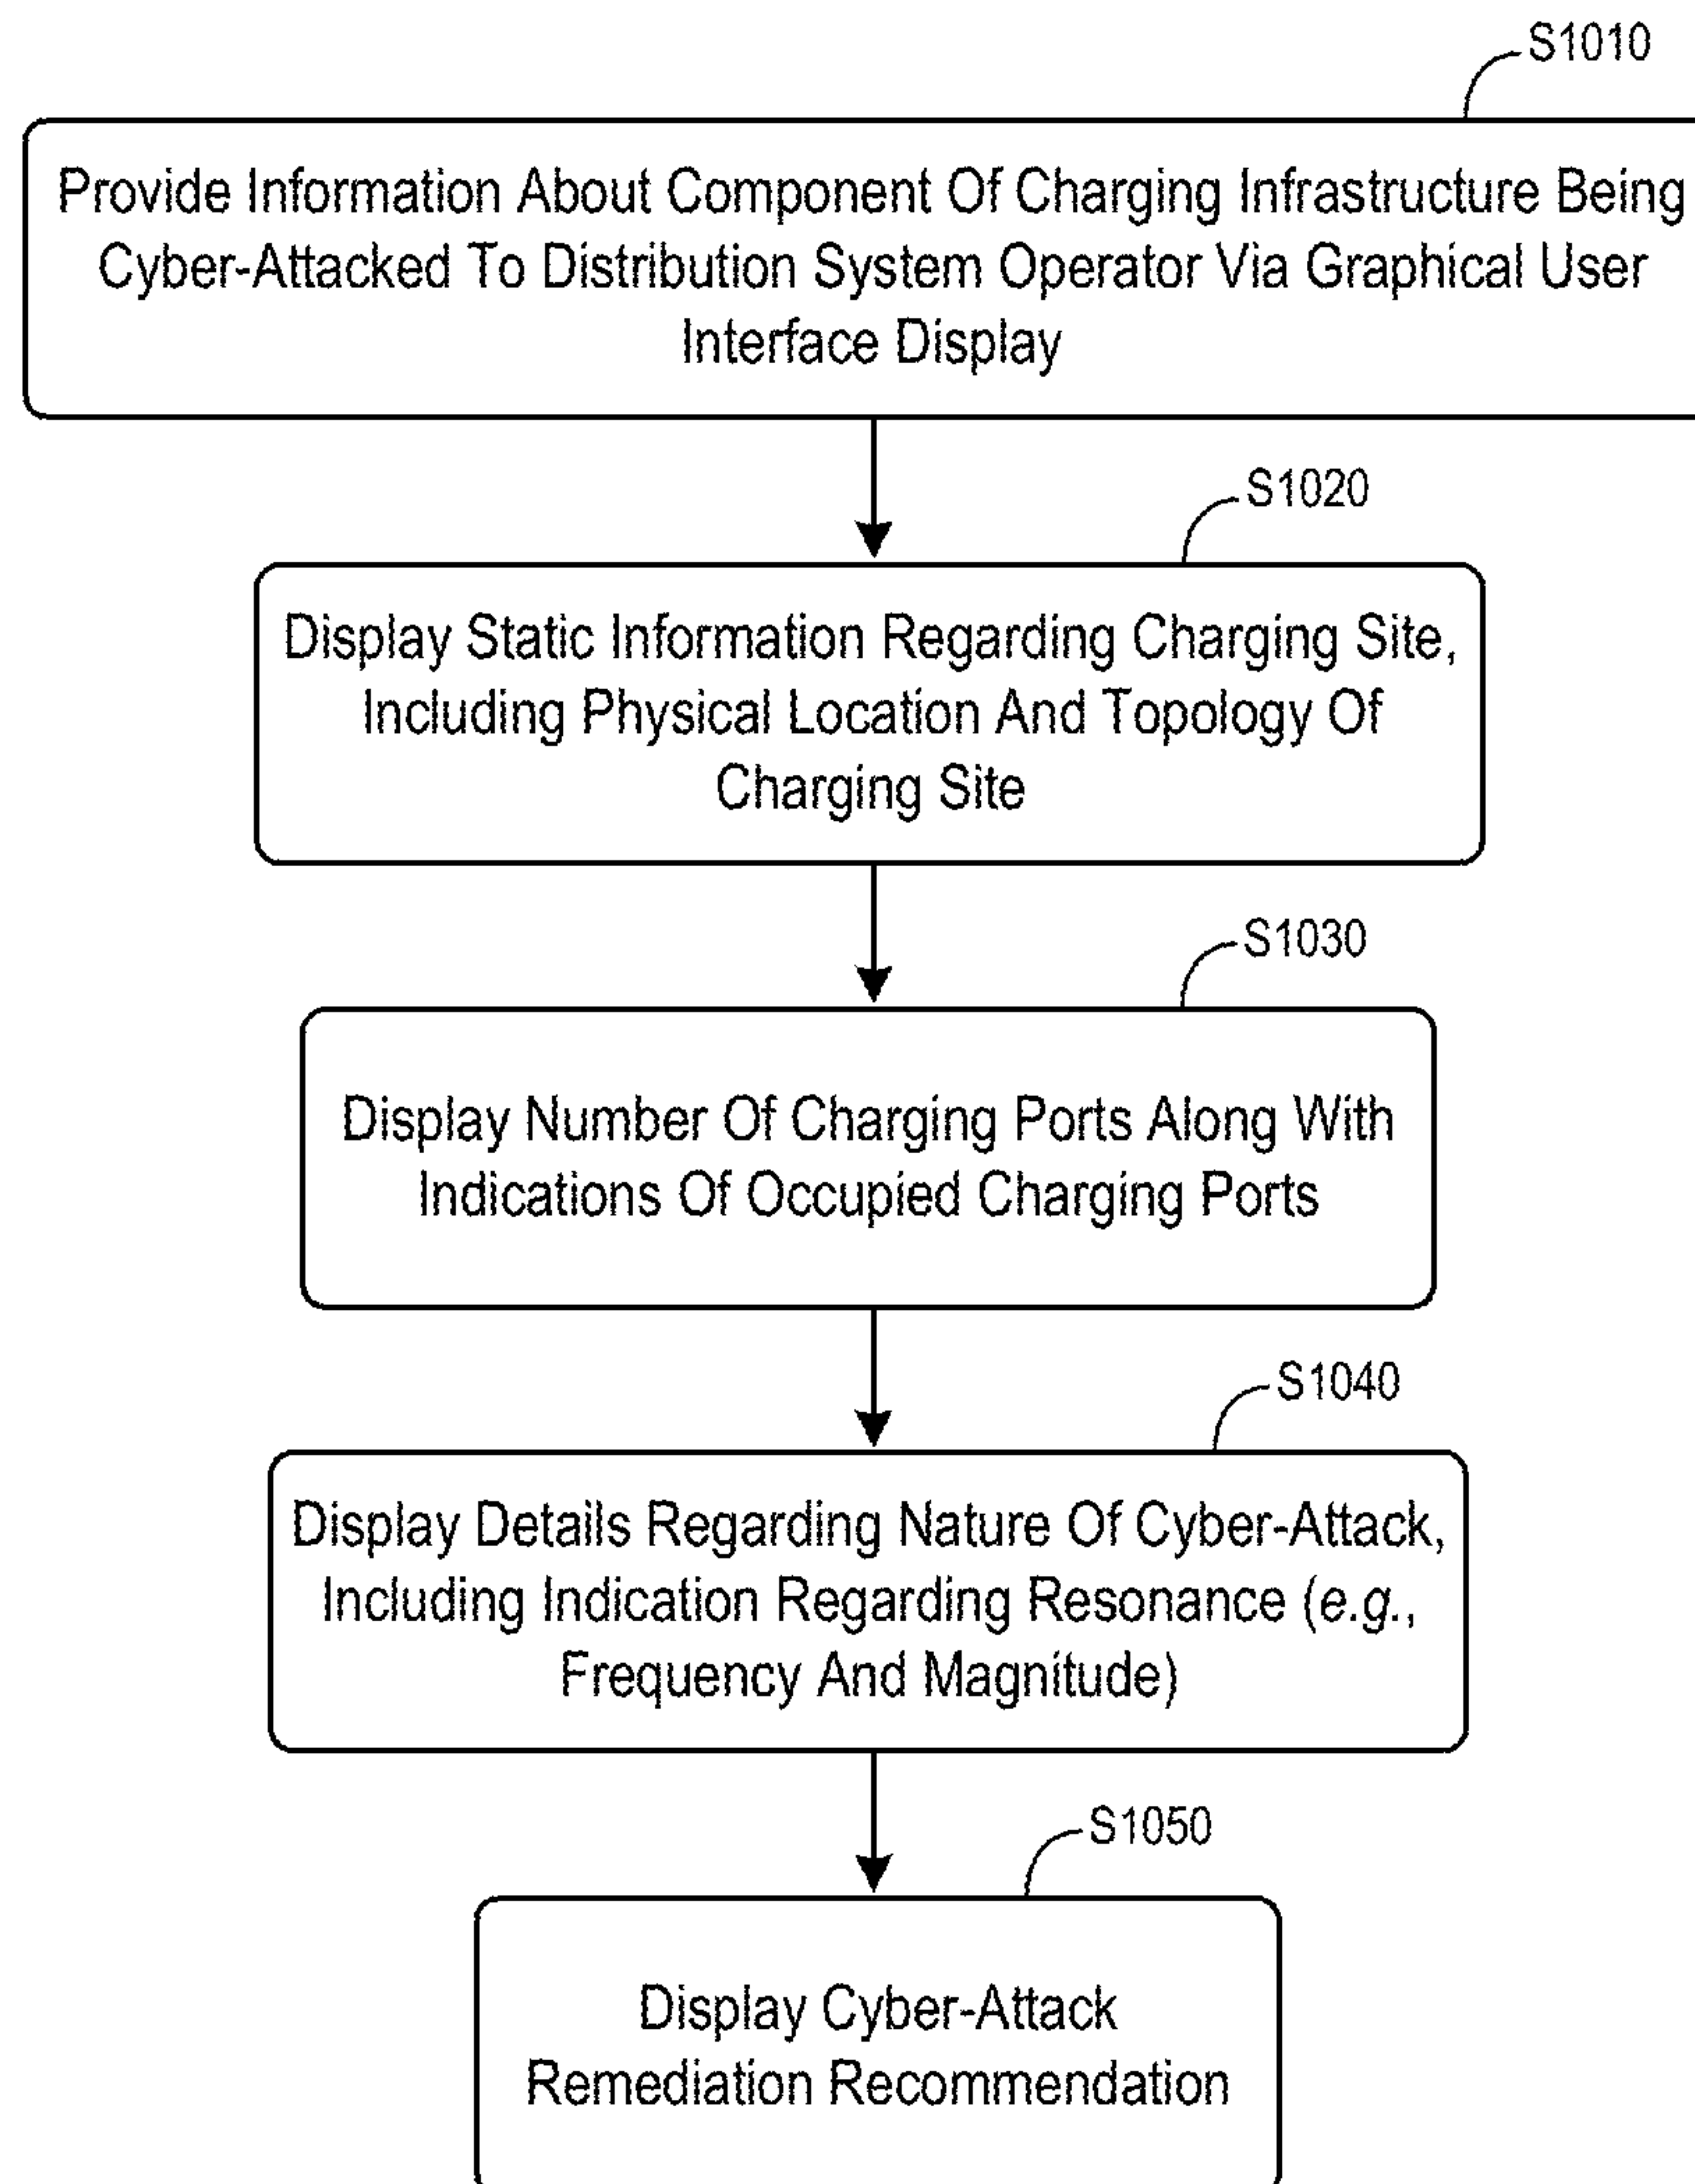 S1010
Provide Information About Component Of Charging Infrastructure Being
Cyber-Attacked To Distribution System Operator Via Graphical User
Interface Display
S1020
Display Static Information Regarding Charging Site,
Including Physical Location And Topology Of
Charging Site
S1030
Display Number Of Charging Ports Along With
Indications Of Occupied Charging Ports
S1040
Display Details Regarding Nature Of Cyber-Attack,
Including Indication Regarding Resonance (e.g.,
Frequency And Magnitude)
S1050
Display Cyber-Attack
Remediation Recommendation